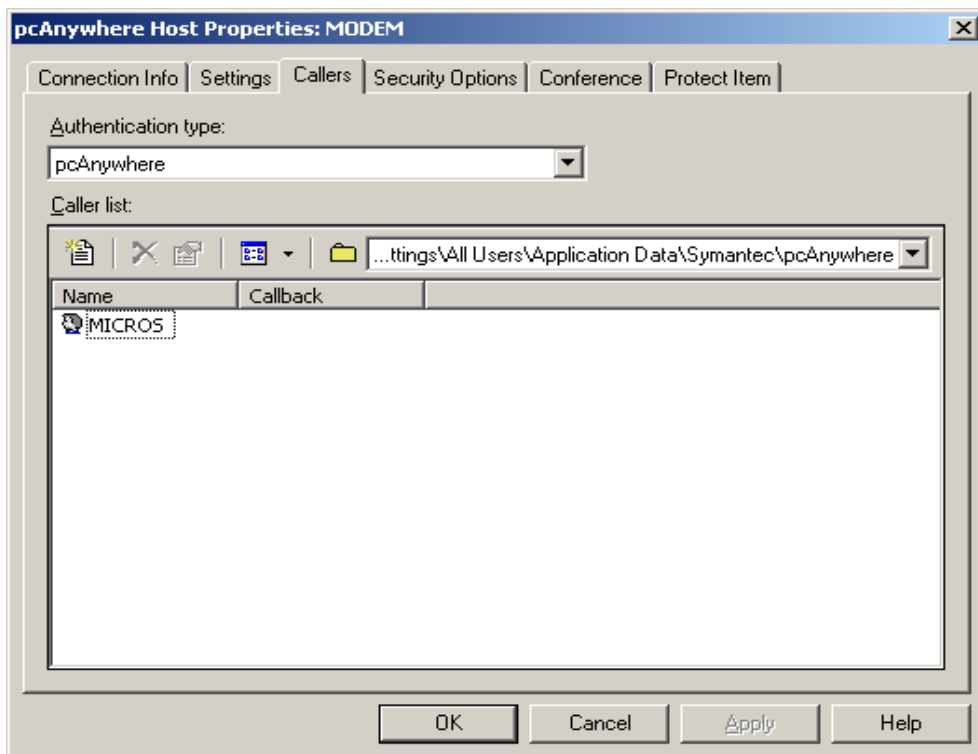 pcAnywhere Host Properties: MODEM
Connection Info Settings Callers Security Options Conference Protect Item
Authentication type:
pcAnywhere
Caller list:
...ttings\All Users\Application Data\Symantec\pcAnywhere
Name Callback
MICROS
OK Cancel Apply Help